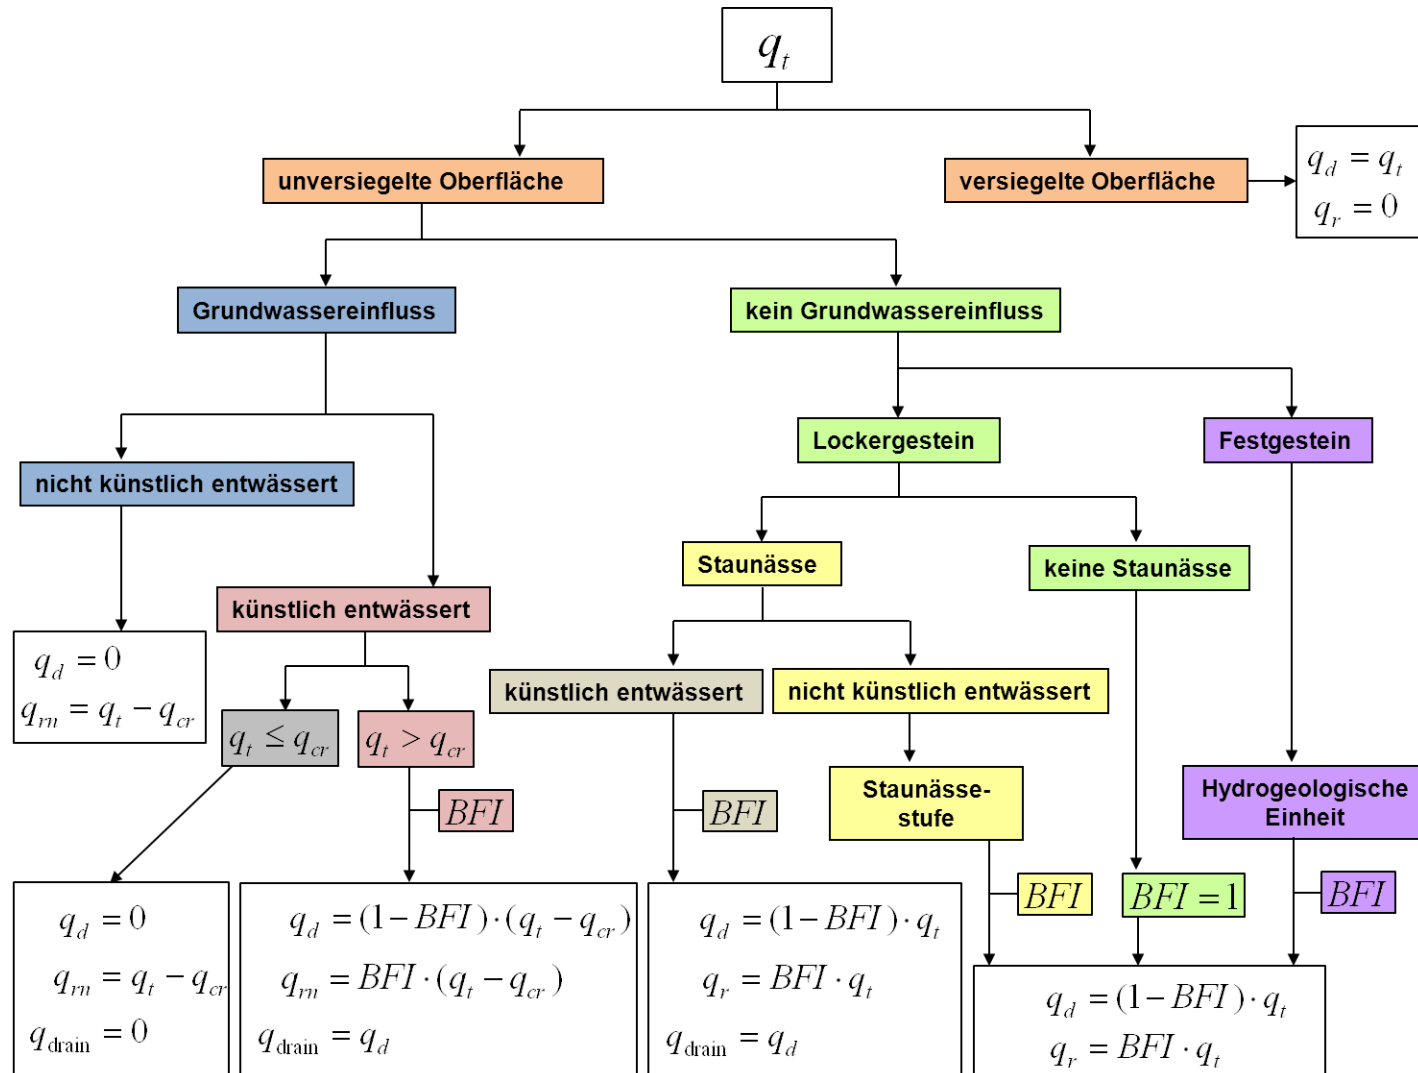 q_t
unversiegelte Oberfläche
versiegelte Oberfläche
q_d = q_t
q_r = 0
Grundwassereinfluss
kein Grundwassereinfluss
Lockergestein
Festgestein
nicht künstlich entwässert
Staunässe
keine Staunässe
künstlich entwässert
q_d = 0
q_rn = q_t − q_cr
künstlich entwässert
nicht künstlich entwässert
q_t ≤ q_cr
q_t > q_cr
Staunässe-
stufe
Hydrogeologische
Einheit
BFI
BFI
BFI
BFI = 1
BFI
q_d = 0
q_rn = q_t − q_cr
q_drain = 0
q_d = (1 − BFI) · (q_t − q_cr)
q_rn = BFI · (q_t − q_cr)
q_drain = q_d
q_d = (1 − BFI) · q_t
q_r = BFI · q_t
q_drain = q_d
q_d = (1 − BFI) · q_t
q_r = BFI · q_t